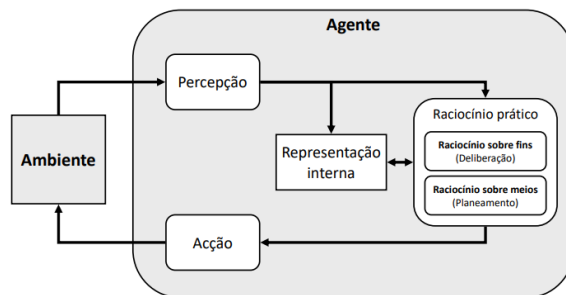 Agente
Percepção
Raciocínio prático
Raciocínio sobre fins
(Deliberação)
Raciocínio sobre meios
(Planeamento)
Representação
interna
Ambiente
Acção